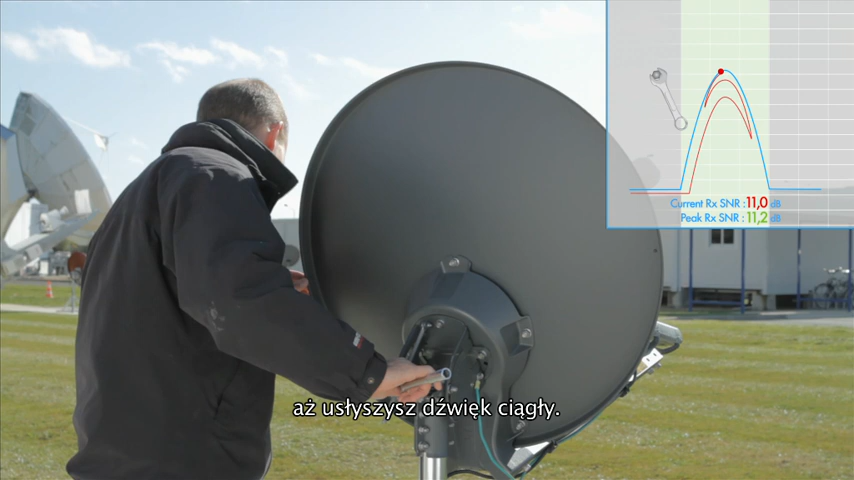 Current Rx SNR : 11,0 dB
Peak Rx SNR : 11,2 dB
aż usłyszysz dźwięk ciągły.